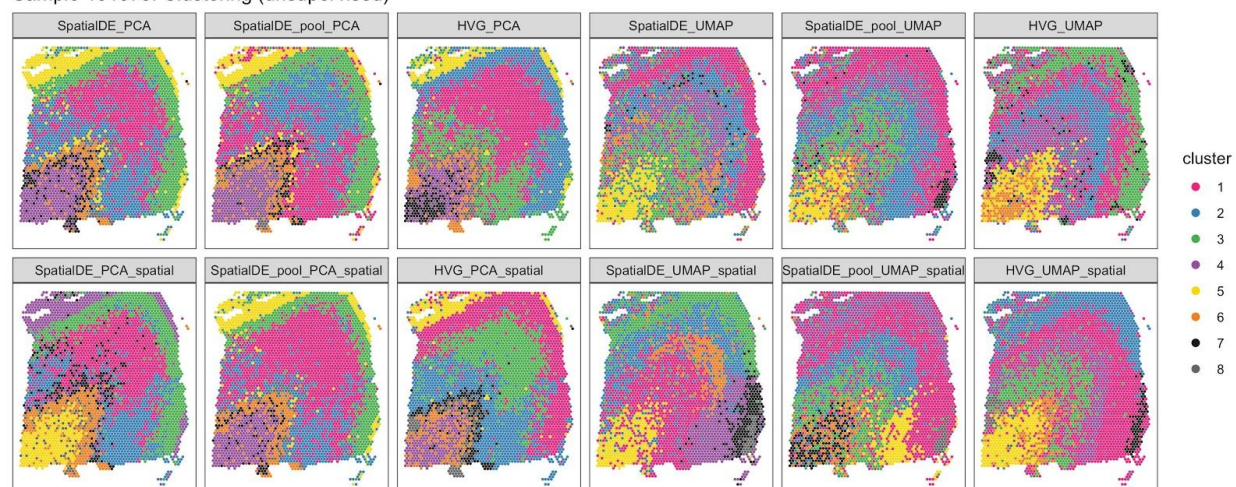 SpatialDE_PCA
SpatialDE_pool_PCA
HVG_PCA
SpatialDE_UMAP
SpatialDE_pool_UMAP
HVG_UMAP
SpatialDE_PCA_spatial
SpatialDE_pool_PCA_spatial
HVG_PCA_spatial
SpatialDE_UMAP_spatial
SpatialDE_pool_UMAP_spatial
HVG_UMAP_spatial
cluster
1
2
3
4
5
6
7
8